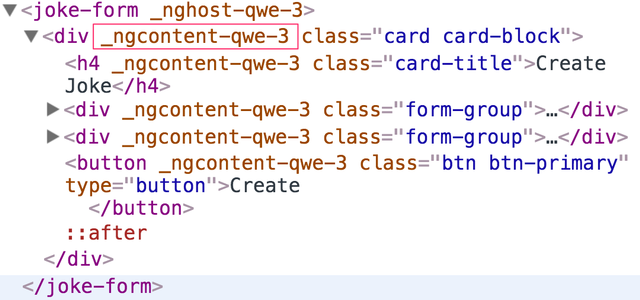 ▼<joke-form _nghost-qwe-3>
▼<div _ngcontent-qwe-3 class="card card-block">
<h4 _ngcontent-qwe-3 class="card-title">Create
Joke</h4>
▶<div _ngcontent-qwe-3 class="form-group">…</div>
▶<div _ngcontent-qwe-3 class="form-group">…</div>
<button _ngcontent-qwe-3 class="btn btn-primary"
type="button">Create
</button>
::after
</div>
</joke-form>